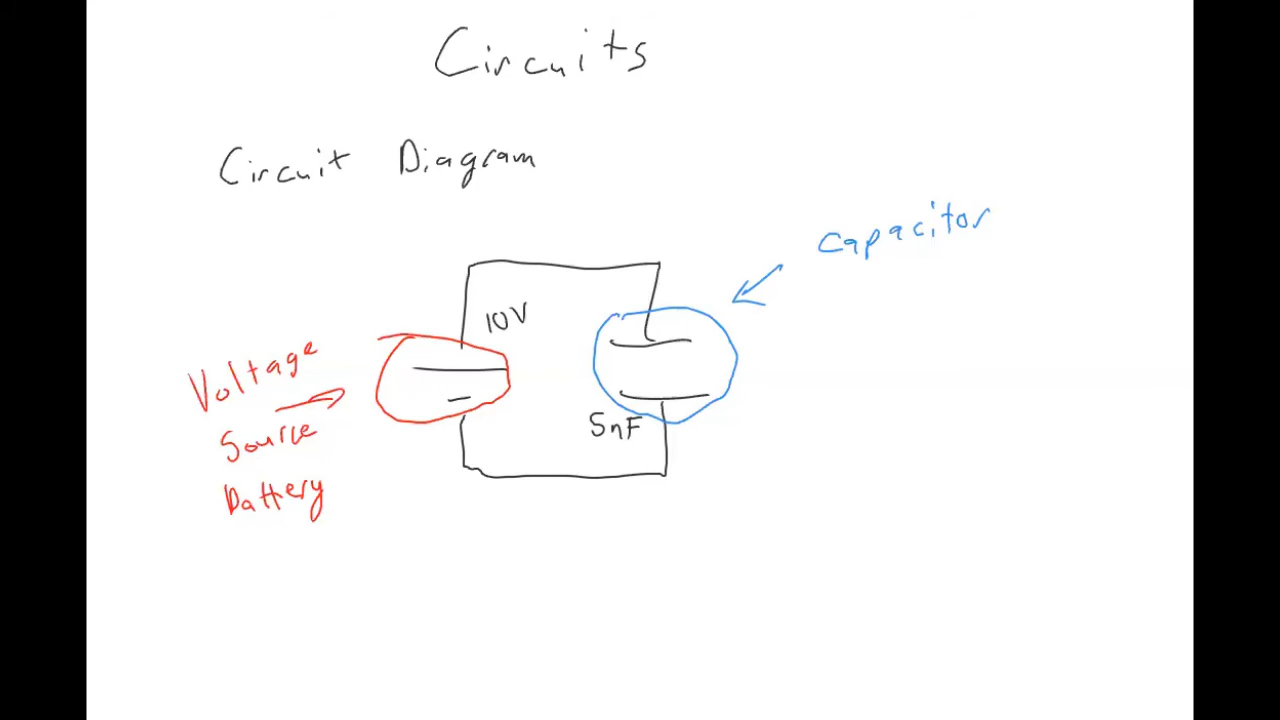 Circuits
Circuit Diagram
Capacitor
10V
Voltage
Source
Battery
5nF